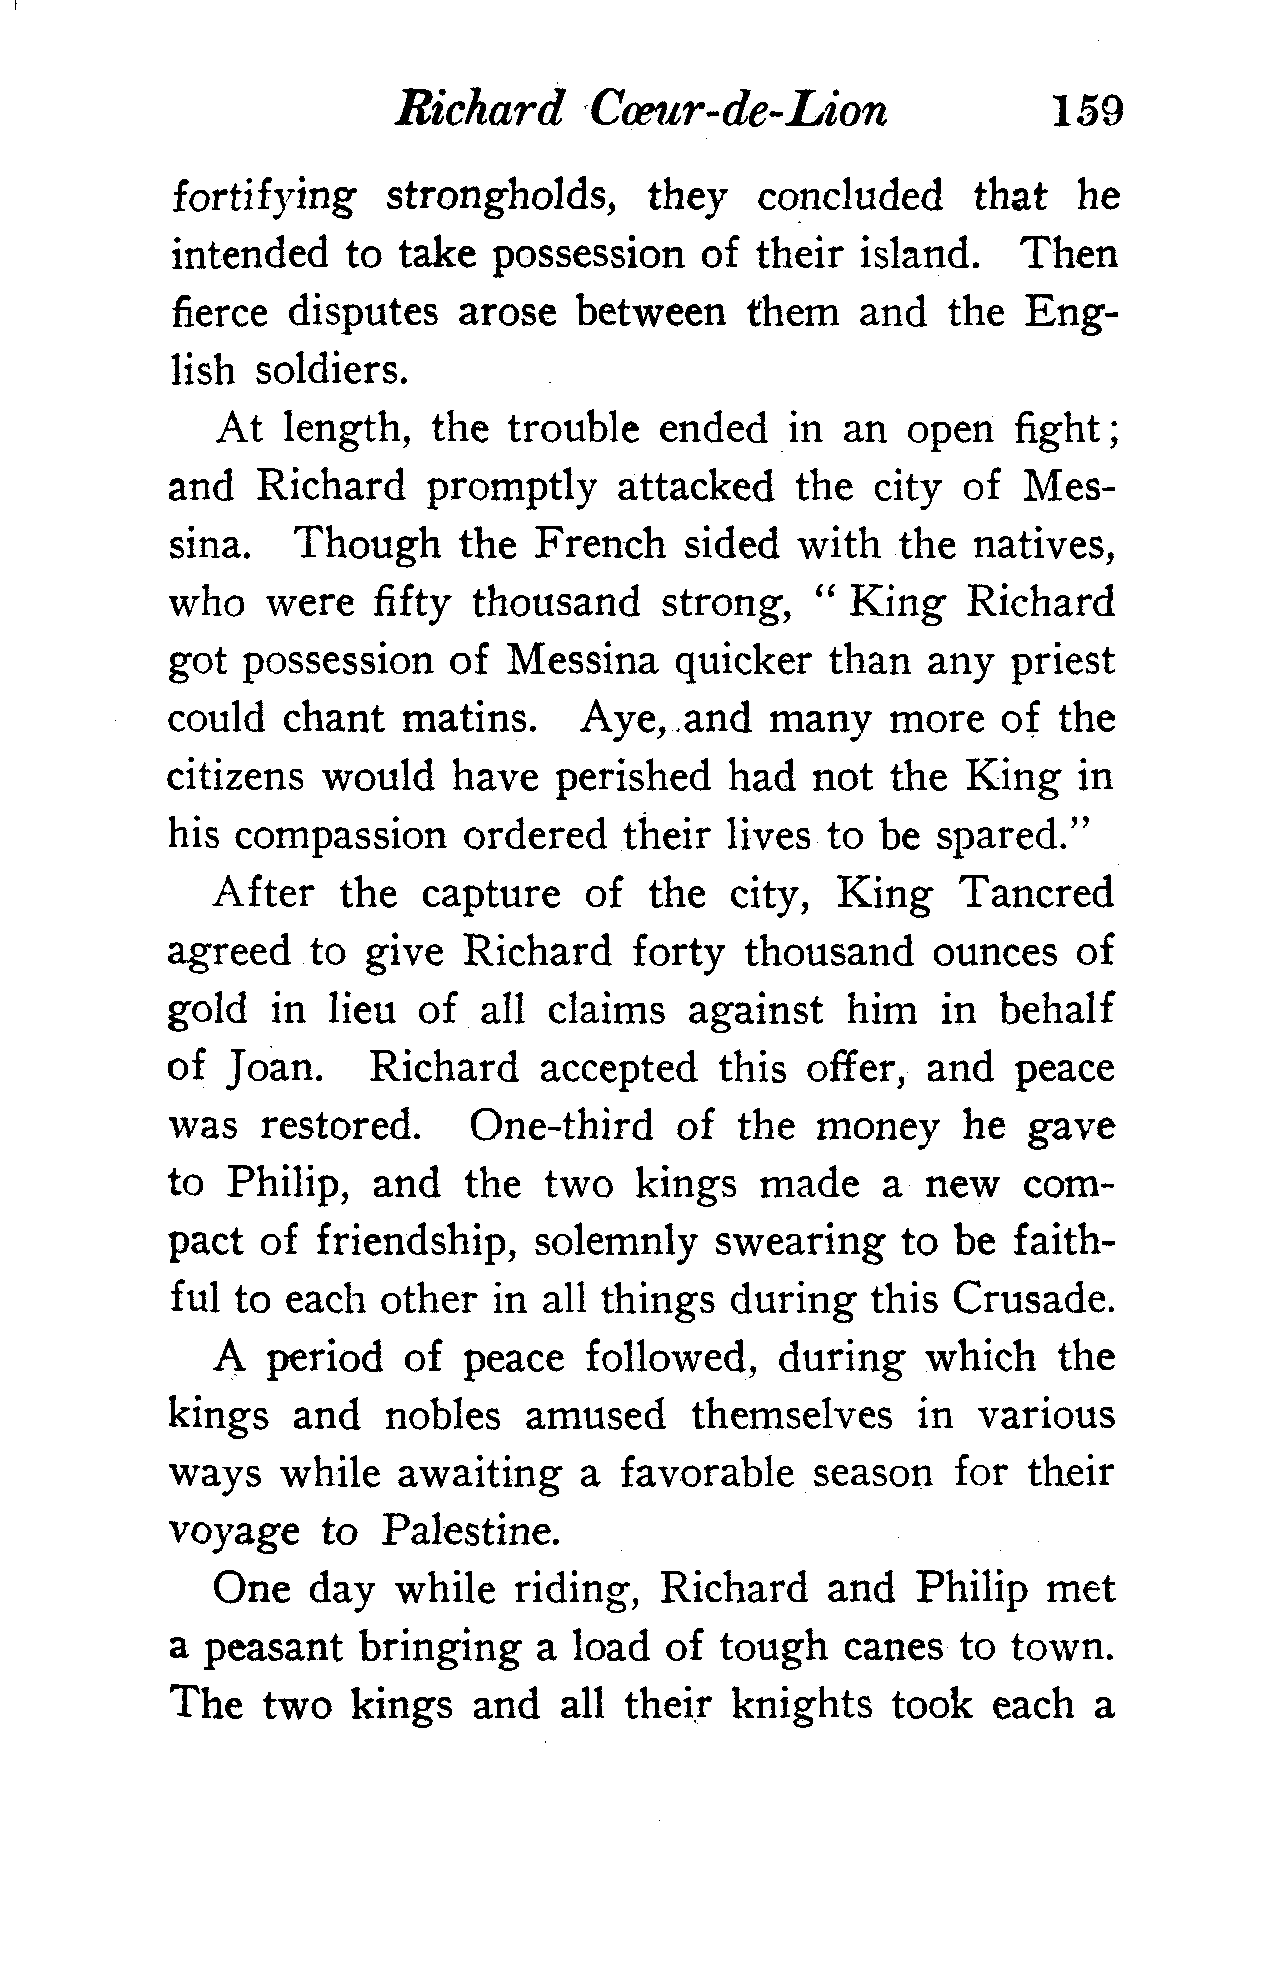 Richard Cœur-de-Lion 159
fortifying strongholds, they concluded that he
intended to take possession of their island. Then
fierce disputes arose between them and the Eng-
lish soldiers.
At length, the trouble ended in an open fight;
and Richard promptly attacked the city of Mes-
sina. Though the French sided with the natives,
who were fifty thousand strong, “ King Richard
got possession of Messina quicker than any priest
could chant matins. Aye, and many more of the
citizens would have perished had not the King in
his compassion ordered their lives to be spared.”
After the capture of the city, King Tancred
agreed to give Richard forty thousand ounces of
gold in lieu of all claims against him in behalf
of Joan. Richard accepted this offer, and peace
was restored. One-third of the money he gave
to Philip, and the two kings made a new com-
pact of friendship, solemnly swearing to be faith-
ful to each other in all things during this Crusade.
A period of peace followed, during which the
kings and nobles amused themselves in various
ways while awaiting a favorable season for their
voyage to Palestine.
One day while riding, Richard and Philip met
a peasant bringing a load of tough canes to town.
The two kings and all their knights took each a